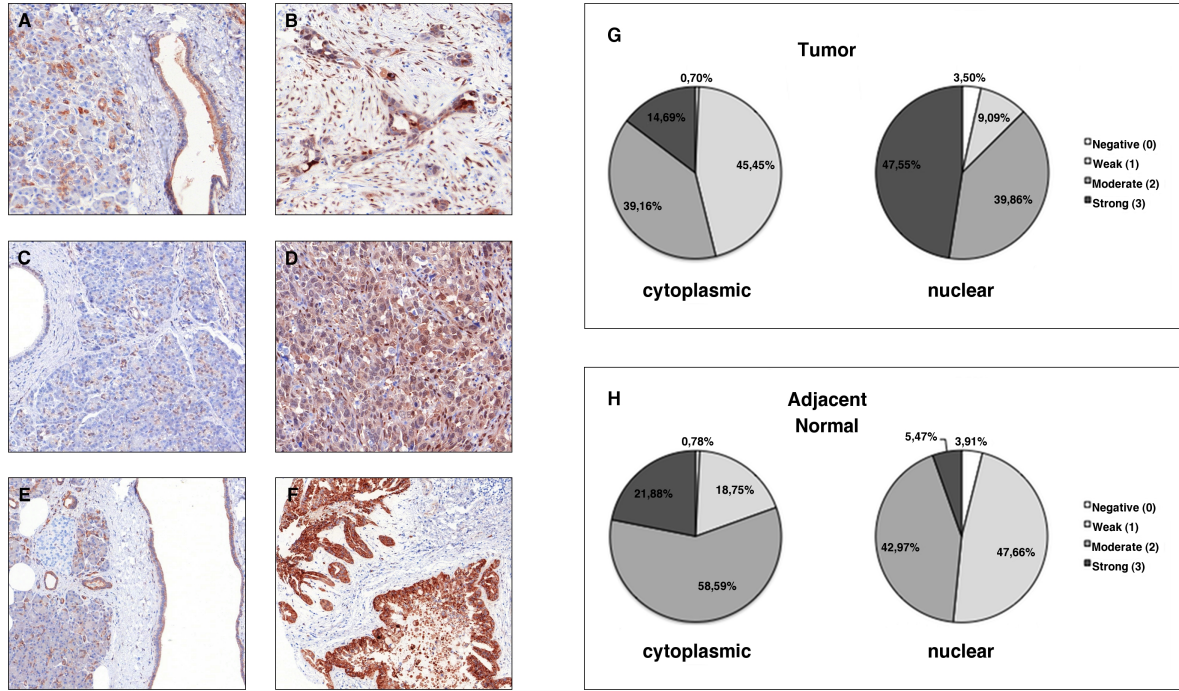 A
B
C
D
E
F
G
Tumor
0,70%
14,69%
45,45%
39,16%
cytoplasmic
3,50%
9,09%
47,55%
39,86%
nuclear
Negative (0)
Weak (1)
Moderate (2)
Strong (3)
H
Adjacent
Normal
0,78%
21,88%
18,75%
58,59%
cytoplasmic
5,47%
3,91%
42,97%
47,66%
nuclear
Negative (0)
Weak (1)
Moderate (2)
Strong (3)